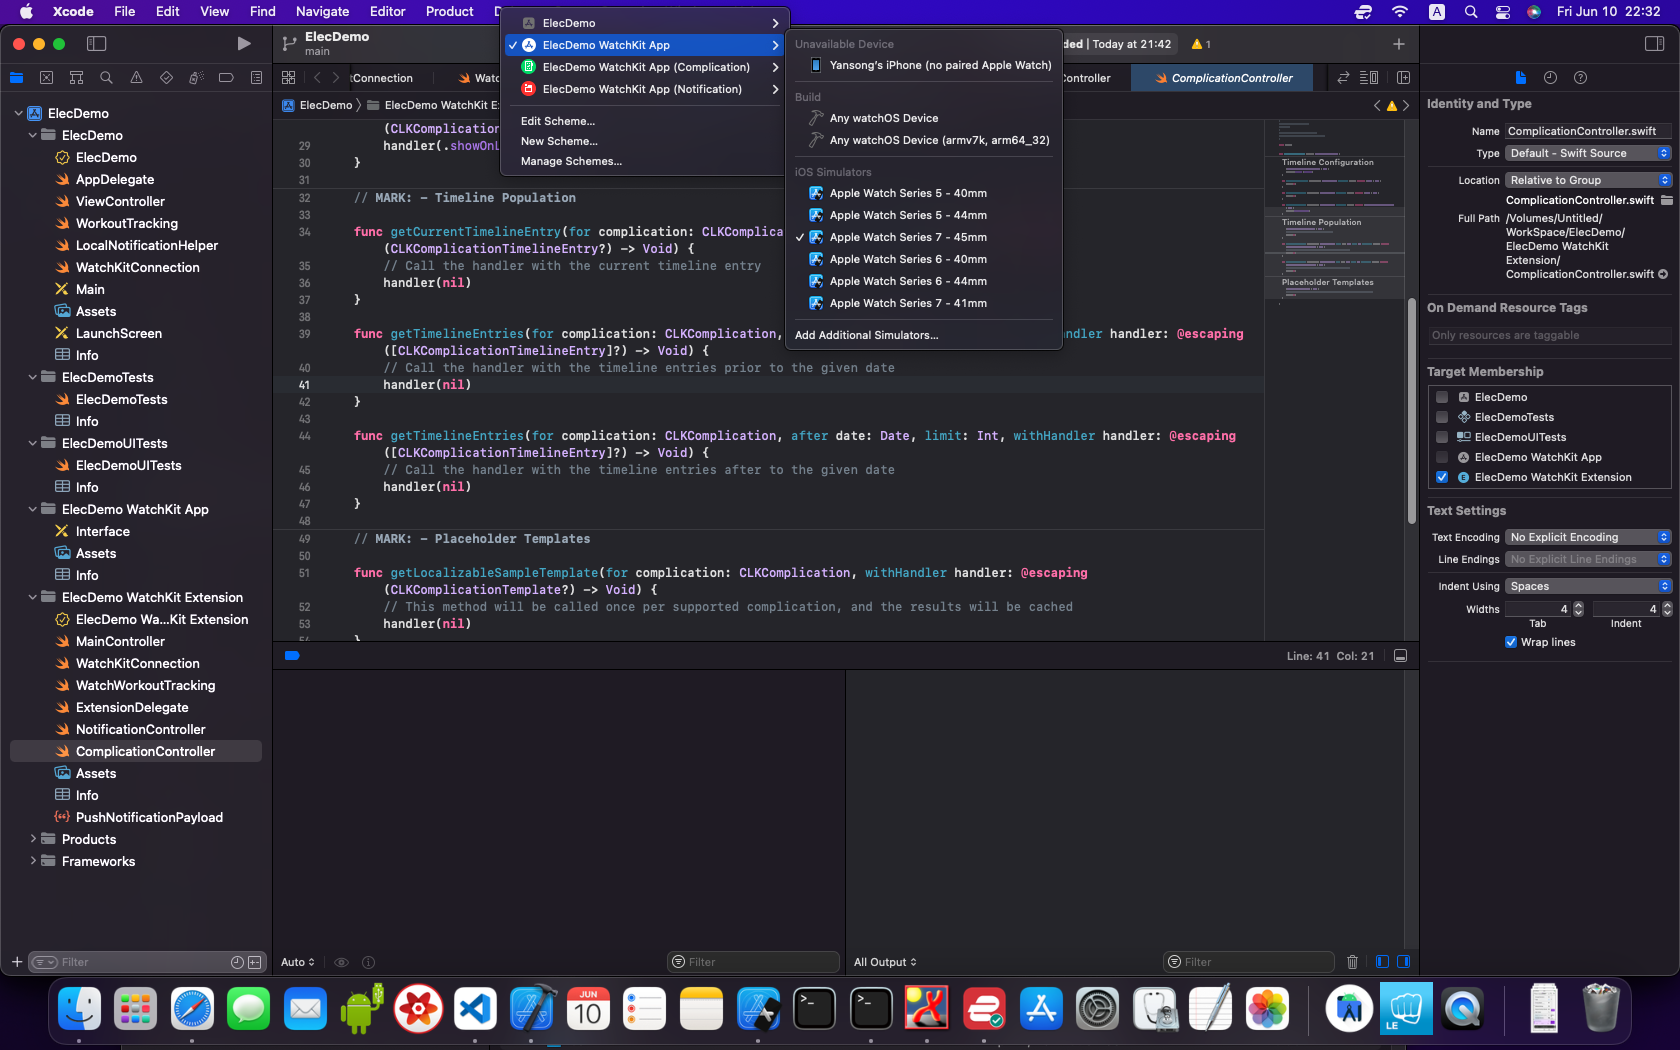 Xcode File Edit View Find Navigate Editor Product
Fri Jun 10 22:32
ElecDemo
main
ElecDemo
ElecDemo WatchKit App
ElecDemo WatchKit App (Complication)
ElecDemo WatchKit App (Notification)
Edit Scheme...
New Scheme...
Manage Schemes...
Unavailable Device
Yansong's iPhone (no paired Apple Watch)
Build
Any watchOS Device
Any watchOS Device (armv7k, arm64_32)
iOS Simulators
Apple Watch Series 5 - 40mm
Apple Watch Series 5 - 44mm
Apple Watch Series 7 - 45mm
Apple Watch Series 6 - 40mm
Apple Watch Series 6 - 44mm
Apple Watch Series 7 - 41mm
Add Additional Simulators...
ded | Today at 21:42 1
tConnection
Watc
ontroller
ComplicationController
ElecDemo
ElecDemo WatchKit E
ElecDemo
ElecDemo
ElecDemo
AppDelegate
ViewController
WorkoutTracking
LocalNotificationHelper
WatchKitConnection
Main
Assets
LaunchScreen
Info
ElecDemoTests
ElecDemoTests
Info
ElecDemoUITests
ElecDemoUITests
Info
ElecDemo WatchKit App
Interface
Assets
Info
ElecDemo WatchKit Extension
ElecDemo Wa...Kit Extension
MainController
WatchKitConnection
WatchWorkoutTracking
ExtensionDelegate
NotificationController
ComplicationController
Assets
Info
PushNotificationPayload
Products
Frameworks
Filter
(CLKComplication
29 handler(.showOnL
30 }
31
32 // MARK: - Timeline Population
33
34 func getCurrentTimelineEntry(for complication: CLKComplica
(CLKComplicationTimelineEntry?) -> Void) {
35 // Call the handler with the current timeline entry
36 handler(nil)
37 }
38
39 func getTimelineEntries(for complication: CLKComplication, andler handler: @escaping
([CLKComplicationTimelineEntry]?) -> Void) {
40 // Call the handler with the timeline entries prior to the given date
41 handler(nil)
42 }
43
44 func getTimelineEntries(for complication: CLKComplication, after date: Date, limit: Int, withHandler handler: @escaping
([CLKComplicationTimelineEntry]?) -> Void) {
45 // Call the handler with the timeline entries after to the given date
46 handler(nil)
47 }
48
49 // MARK: - Placeholder Templates
50
51 func getLocalizableSampleTemplate(for complication: CLKComplication, withHandler handler: @escaping
(CLKComplicationTemplate?) -> Void) {
52 // This method will be called once per supported complication, and the results will be cached
53 handler(nil)
54 }
Timeline Configuration
Timeline Population
Placeholder Templates
Line: 41 Col: 21
Auto
Filter
All Output
Filter
Identity and Type
Name ComplicationController.swift
Type Default - Swift Source
Location Relative to Group
ComplicationController.swift
Full Path /Volumes/Untitled/
WorkSpace/ElecDemo/
ElecDemo WatchKit
Extension/
ComplicationController.swift
On Demand Resource Tags
Only resources are taggable
Target Membership
ElecDemo
ElecDemoTests
ElecDemoUITests
ElecDemo WatchKit App
ElecDemo WatchKit Extension
Text Settings
Text Encoding No Explicit Encoding
Line Endings No Explicit Line Endings
Indent Using Spaces
Widths 4 4
Tab Indent
Wrap lines
JUN
10
LE